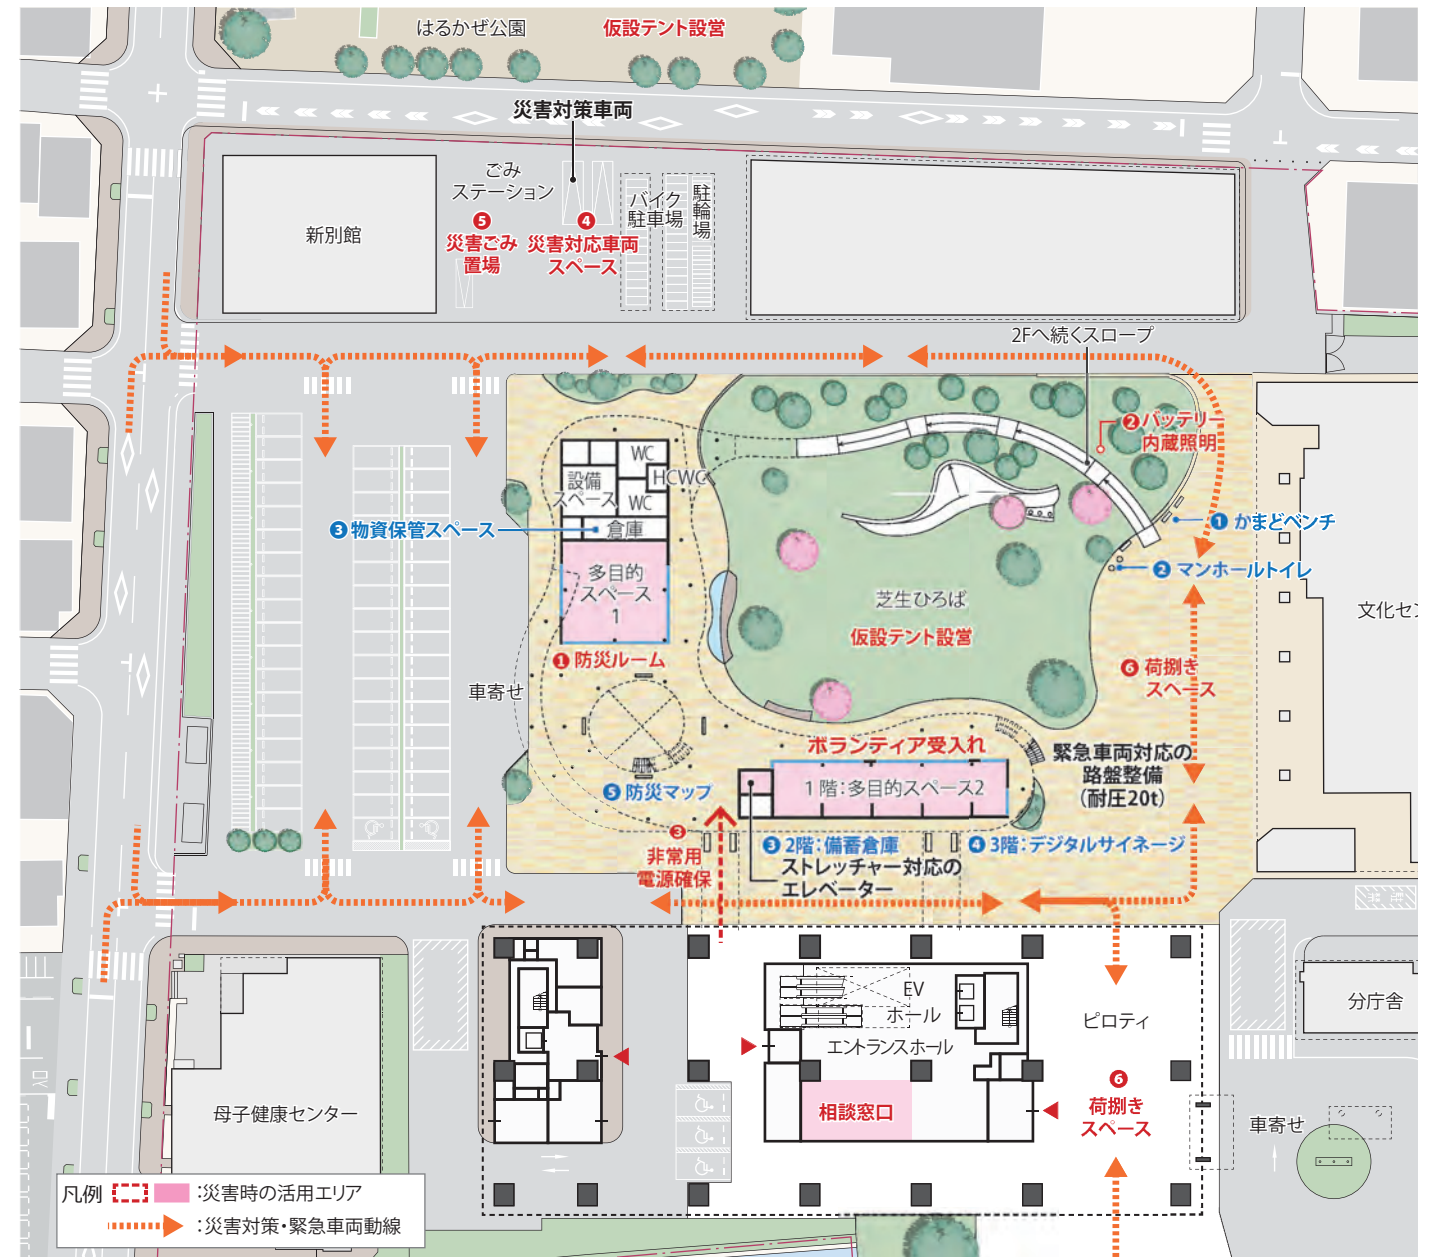 はるかぜ公園
仮設テント設営
災害対策車両
ごみ
ステーション
新別館
❺
災害ごみ
置場
❹
災害対応車両
スペース
バイク
駐車場
駐輪場
2Fへ続くスロープ
❷バッテリー
内蔵照明
WC
HCWC
設備
スペース
WC
❸物資保管スペース
倉庫
❶かまどベンチ
多目的
スペース
1
❷マンホールトイレ
芝生ひろば
仮設テント設営
文化セン
❶防災ルーム
❻荷捌き
スペース
車寄せ
ボランティア受入れ
緊急車両対応の
路盤整備
(耐圧20t)
1階:多目的スペース2
❺防災マップ
❸
非常用
電源確保
❸2階:備蓄倉庫
ストレッチャー対応の
エレベーター
❹3階:デジタルサイネージ
EV
ホール
エントランスホール
ピロティ
分庁舎
❻
荷捌き
スペース
相談窓口
母子健康センター
車寄せ
凡例
:災害時の活用エリア
:災害対策・緊急車両動線